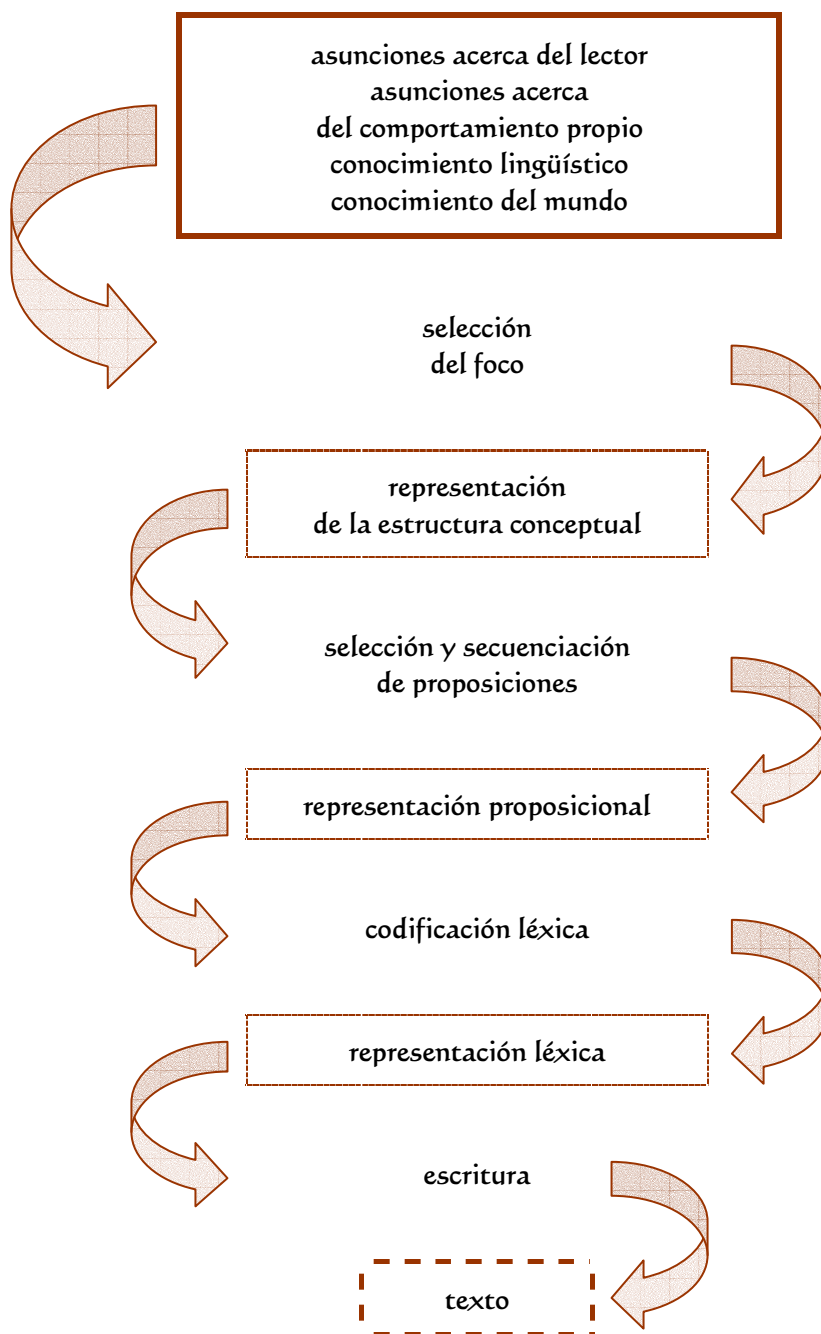 asunciones acerca del lector
asunciones acerca
del comportamiento propio
conocimiento lingüístico
conocimiento del mundo
selección
del foco
representación
de la estructura conceptual
selección y secuenciación
de proposiciones
representación proposicional
codificación léxica
representación léxica
escritura
texto